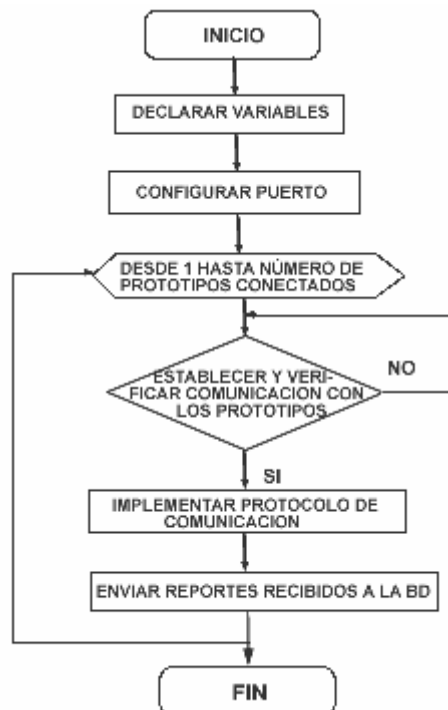 INICIO
DECLARAR VARIABLES
CONFIGURAR PUERTO
DESDE 1 HASTA NÚMERO DE
PROTOTIPOS CONECTADOS
ESTABLECER Y VERI-
FICAR COMUNICACION CON
LOS PROTOTIPOS
NO
SI
IMPLEMENTAR PROTOCOLO DE
COMUNICACION
ENVIAR REPORTES RECIBIDOS A LA BD
FIN